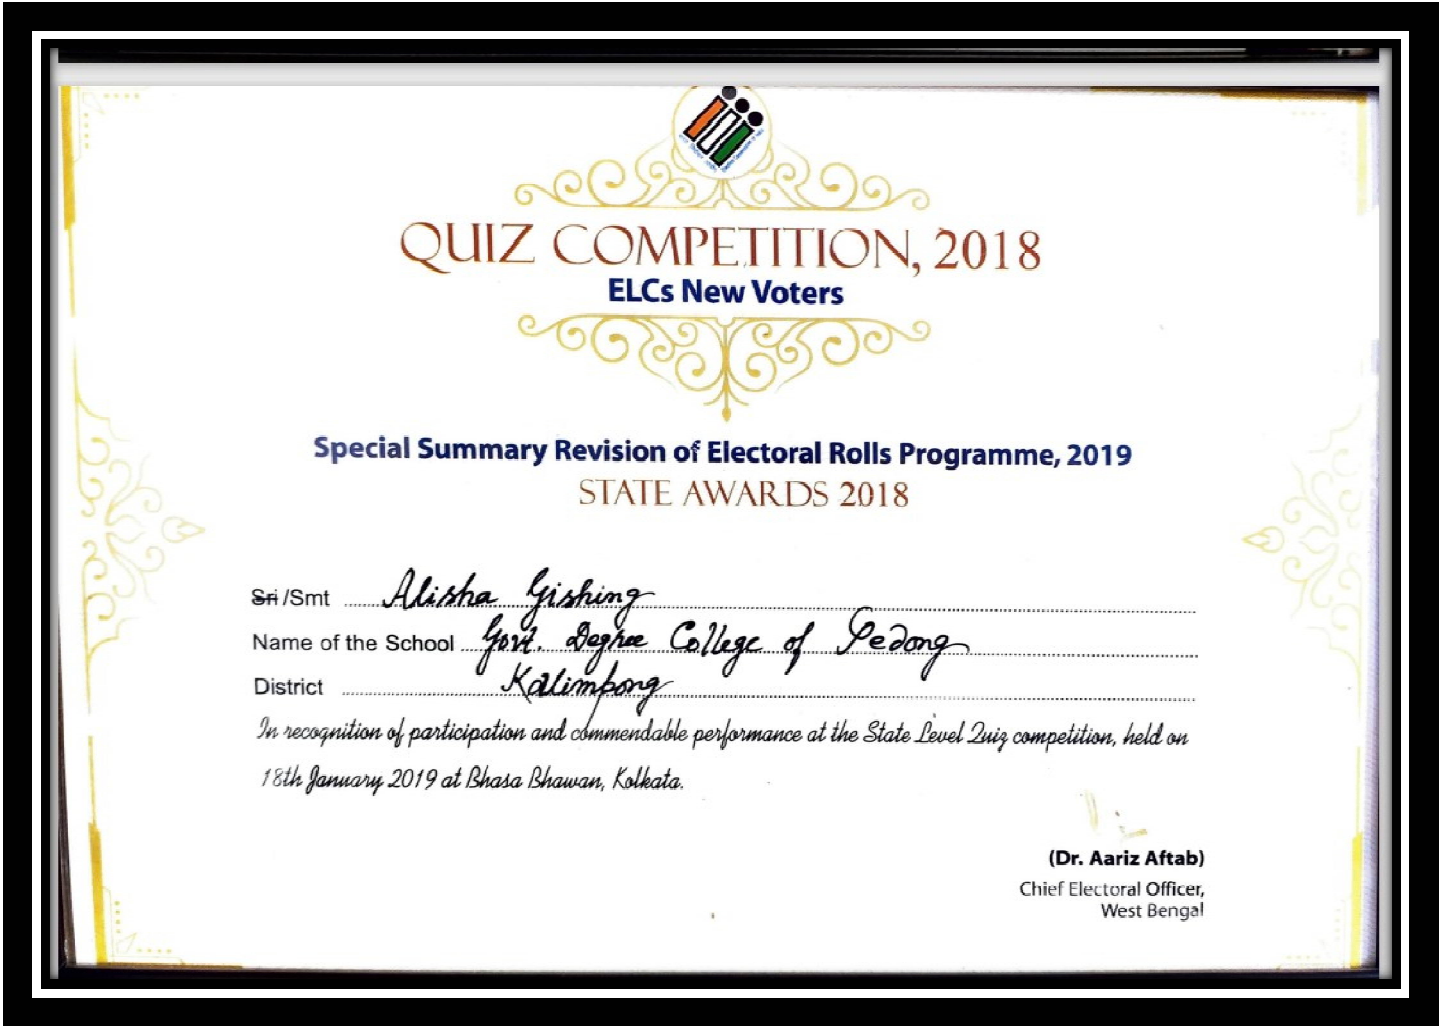 QUIZ COMPETITION, 2018
ELCs New Voters
Special Summary Revision of Electoral Rolls Programme, 2019
STATE AWARDS 2018
Sri /Smt Alisha Gishing
Name of the School Govt. Degree College of Pedong
District Kalimpong
In recognition of participation and commendable performance at the State Level Quiz competition, held on
18th January 2019 at Bhasa Bhawan, Kolkata.
(Dr. Aariz Aftab)
Chief Electoral Officer,
West Bengal